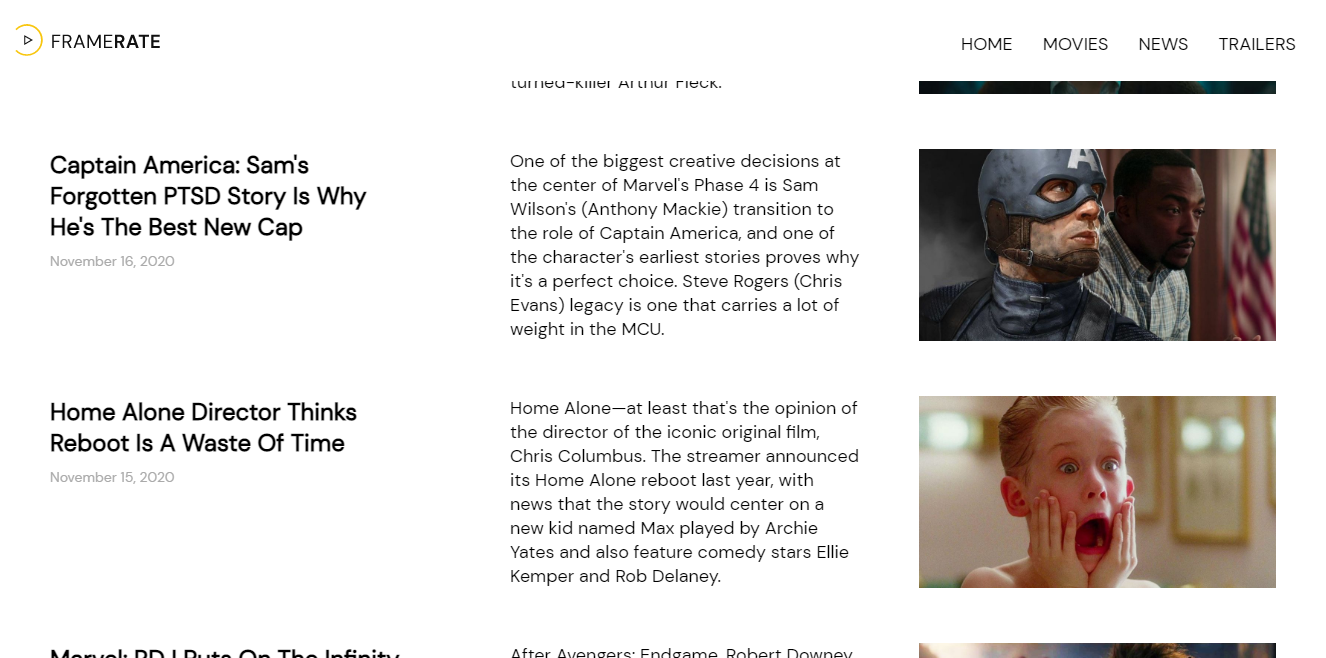 FRAMERATE
HOME MOVIES NEWS TRAILERS
turned-killer Arthur Fleck.
Captain America: Sam's
Forgotten PTSD Story Is Why
He's The Best New Cap
November 16, 2020
One of the biggest creative decisions at
the center of Marvel's Phase 4 is Sam
Wilson's (Anthony Mackie) transition to
the role of Captain America, and one of
the character's earliest stories proves why
it's a perfect choice. Steve Rogers (Chris
Evans) legacy is one that carries a lot of
weight in the MCU.
A
Home Alone Director Thinks
Reboot Is A Waste Of Time
November 15, 2020
Home Alone—at least that's the opinion of
the director of the iconic original film,
Chris Columbus. The streamer announced
its Home Alone reboot last year, with
news that the story would center on a
new kid named Max played by Archie
Yates and also feature comedy stars Ellie
Kemper and Rob Delaney.
Marvel: RDJ Puts On The Infinity
After Avengers: Endgame, Robert Downey